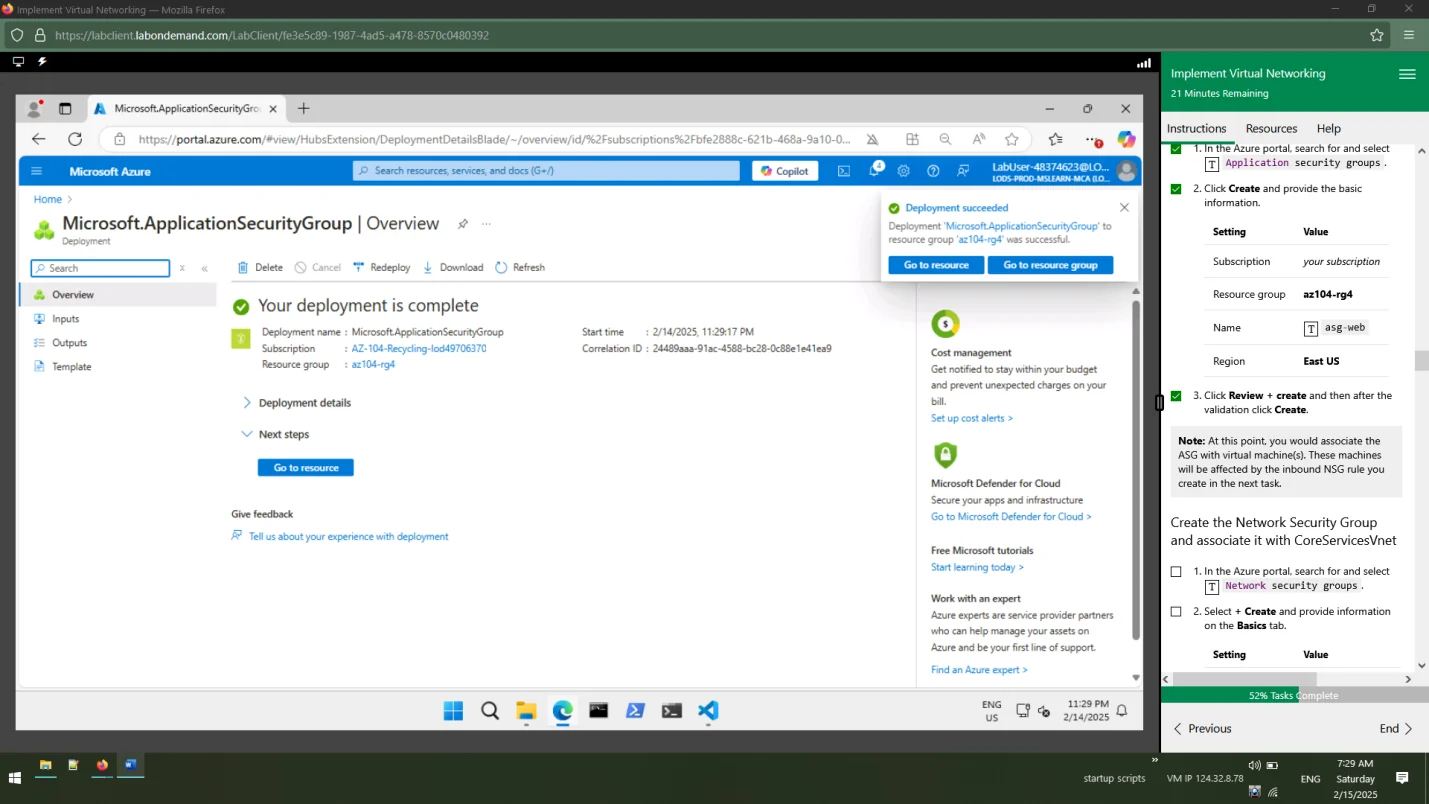 Implement Virtual Networking — Mozilla Firefox
https://labclient.labondemand.com/LabClient/fe3e5c89-1987-4ad5-a478-8570c0480392
Microsoft.ApplicationSecurityGro
https://portal.azure.com/#view/HubsExtension/DeploymentDetailsBlade/~/overview/id/%2Fsubscriptions%2Fbfe2888c-621b-468a-9a10-0...
Microsoft Azure
Search resources, services, and docs (G+/)
Copilot
4
LabUser-48374623@LO...
LODS-PROD-MSLEARN-MCA (LO...
Home >
Microsoft.ApplicationSecurityGroup | Overview
Deployment
Search
Delete
Cancel
Redeploy
Download
Refresh
Overview
Inputs
Outputs
Template
Your deployment is complete
Deployment name : Microsoft.ApplicationSecurityGroup
Subscription : AZ-104-Recycling-lod49706370
Resource group : az104-rg4
Start time : 2/14/2025, 11:29:17 PM
Correlation ID : 24489aaa-91ac-4588-bc28-0c88e1e41ea9
Deployment details
Next steps
Go to resource
Give feedback
Tell us about your experience with deployment
Deployment succeeded
Deployment 'Microsoft.ApplicationSecurityGroup' to
resource group 'az104-rg4' was successful.
Go to resource
Go to resource group
Cost management
Get notified to stay within your budget
and prevent unexpected charges on your
bill.
Set up cost alerts >
Microsoft Defender for Cloud
Secure your apps and infrastructure
Go to Microsoft Defender for Cloud >
Free Microsoft tutorials
Start learning today >
Work with an expert
Azure experts are service provider partners
who can help manage your assets on
Azure and be your first line of support.
Find an Azure expert >
ENG
US
11:29 PM
2/14/2025
Implement Virtual Networking
21 Minutes Remaining
Instructions
Resources
Help
1. In the Azure portal, search for and select
T Application security groups.
2. Click Create and provide the basic
information.
Setting Value
Subscription your subscription
Resource group az104-rg4
Name T asg-web
Region East US
3. Click Review + create and then after the
validation click Create.
Note: At this point, you would associate the
ASG with virtual machine(s). These machines
will be affected by the inbound NSG rule you
create in the next task.
Create the Network Security Group
and associate it with CoreServicesVnet
1. In the Azure portal, search for and select
T Network security groups.
2. Select + Create and provide information
on the Basics tab.
Setting Value
52% Tasks Complete
Previous
End
startup scripts
VM IP 124.32.8.78
ENG
7:29 AM
Saturday
2/15/2025